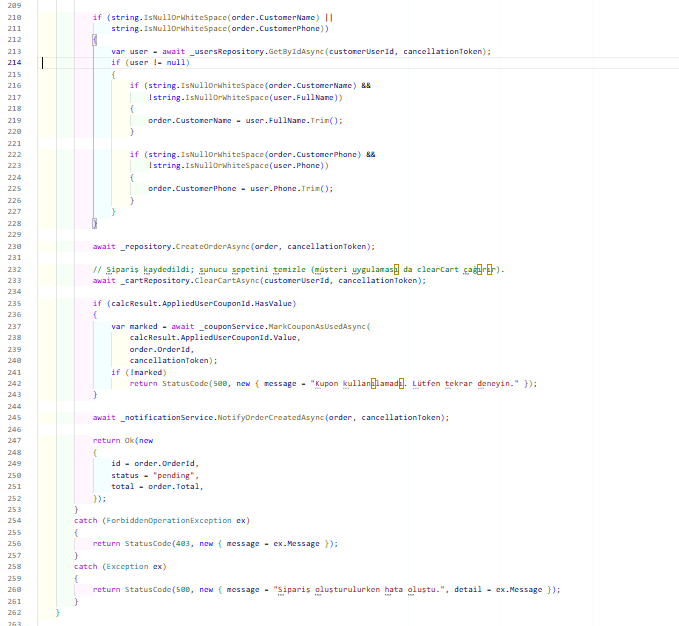 209
210 if (string.IsNullOrWhiteSpace(order.CustomerName) ||
211 string.IsNullOrWhiteSpace(order.CustomerPhone))
212 {
213 var user = await _usersRepository.GetByIdAsync(customerUserId, cancellationToken);
214 if (user != null)
215 {
216 if (string.IsNullOrWhiteSpace(order.CustomerName) &&
217 !string.IsNullOrWhiteSpace(user.FullName))
218 {
219 order.CustomerName = user.FullName.Trim();
220 }
221
222 if (string.IsNullOrWhiteSpace(order.CustomerPhone) &&
223 !string.IsNullOrWhiteSpace(user.Phone))
224 {
225 order.CustomerPhone = user.Phone.Trim();
226 }
227 }
228 }
229
230 await _repository.CreateOrderAsync(order, cancellationToken);
231
232 // Sipariş kaydedildi; sunucu sepetini temizle (müşteri uygulaması da clearCart çağırır).
233 await _cartRepository.ClearCartAsync(customerUserId, cancellationToken);
234
235 if (calcResult.AppliedUserCouponId.HasValue)
236 {
237 var marked = await _couponService.MarkCouponAsUsedAsync(
238 calcResult.AppliedUserCouponId.Value,
239 order.OrderId,
240 cancellationToken);
241 if (!marked)
242 return StatusCode(500, new { message = "Kupon kullanılamadı. Lütfen tekrar deneyin." });
243 }
244
245 await _notificationService.NotifyOrderCreatedAsync(order, cancellationToken);
246
247 return Ok(new
248 {
249 id = order.OrderId,
250 status = "pending",
251 total = order.Total,
252 });
253 }
254 catch (ForbiddenOperationException ex)
255 {
256 return StatusCode(403, new { message = ex.Message });
257 }
258 catch (Exception ex)
259 {
260 return StatusCode(500, new { message = "Sipariş oluşturulurken hata oluştu.", detail = ex.Message });
261 }
262 }
263